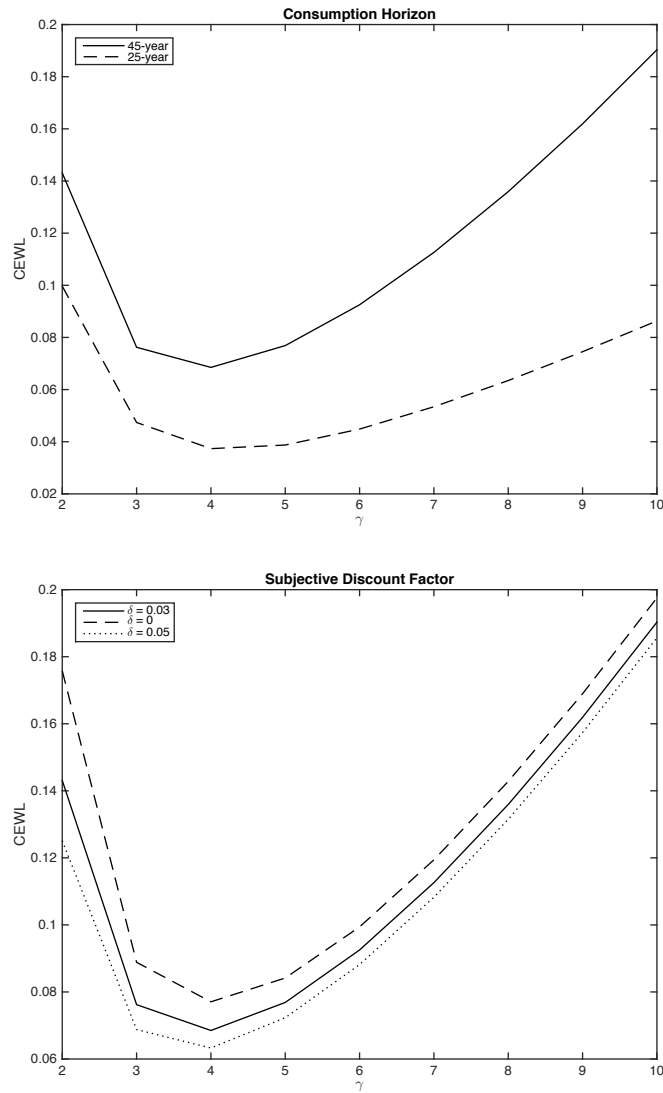 Consumption Horizon
0.2
45-year
25-year
0.18
0.16
0.14
0.12
CEWL
0.1
0.08
0.06
0.04
0.02
2 3 4 5 6 7 8 9 10
γ
Subjective Discount Factor
0.2
δ = 0.03
δ = 0
δ = 0.05
0.18
0.16
0.14
CEWL
0.12
0.1
0.08
0.06
2 3 4 5 6 7 8 9 10
γ